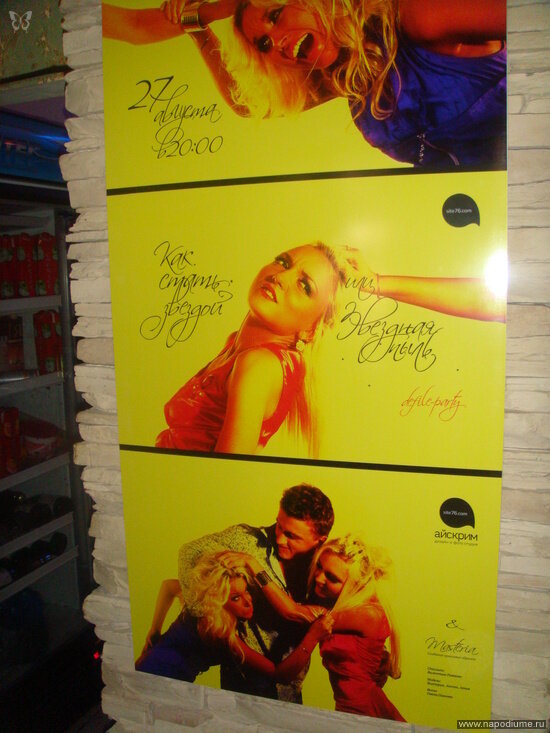 27
августа
в 20:00
site76.com
Как
стать
звездой
или
Звездная
пыль
defile-party
site76.com
айскрим
&
Masteria
www.napodiume.ru